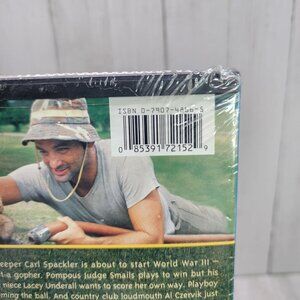 ISBN 0-7907-4856-5
0 85391 72152 9
eeper Carl Spackler is about to start World War III —
t a gopher. Pompous Judge Smails plays to win but his
niece Lacey Underall wants to score her own way. Playboy
ming the ball. And country club loudmouth Al Czervik just